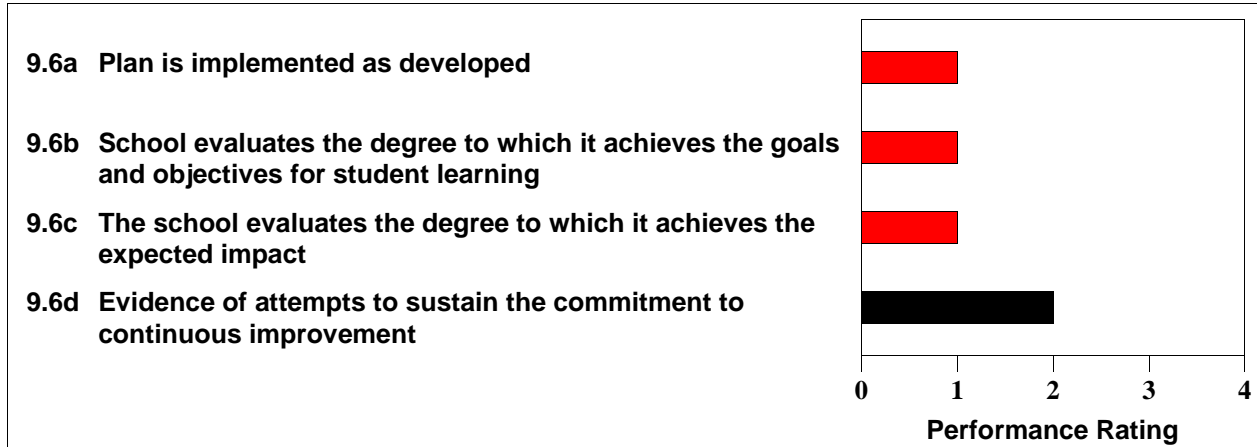 9.6a Plan is implemented as developed
9.6b School evaluates the degree to which it achieves the goals
and objectives for student learning
9.6c The school evaluates the degree to which it achieves the
expected impact
9.6d Evidence of attempts to sustain the commitment to
continuous improvement
0 1 2 3 4
Performance Rating